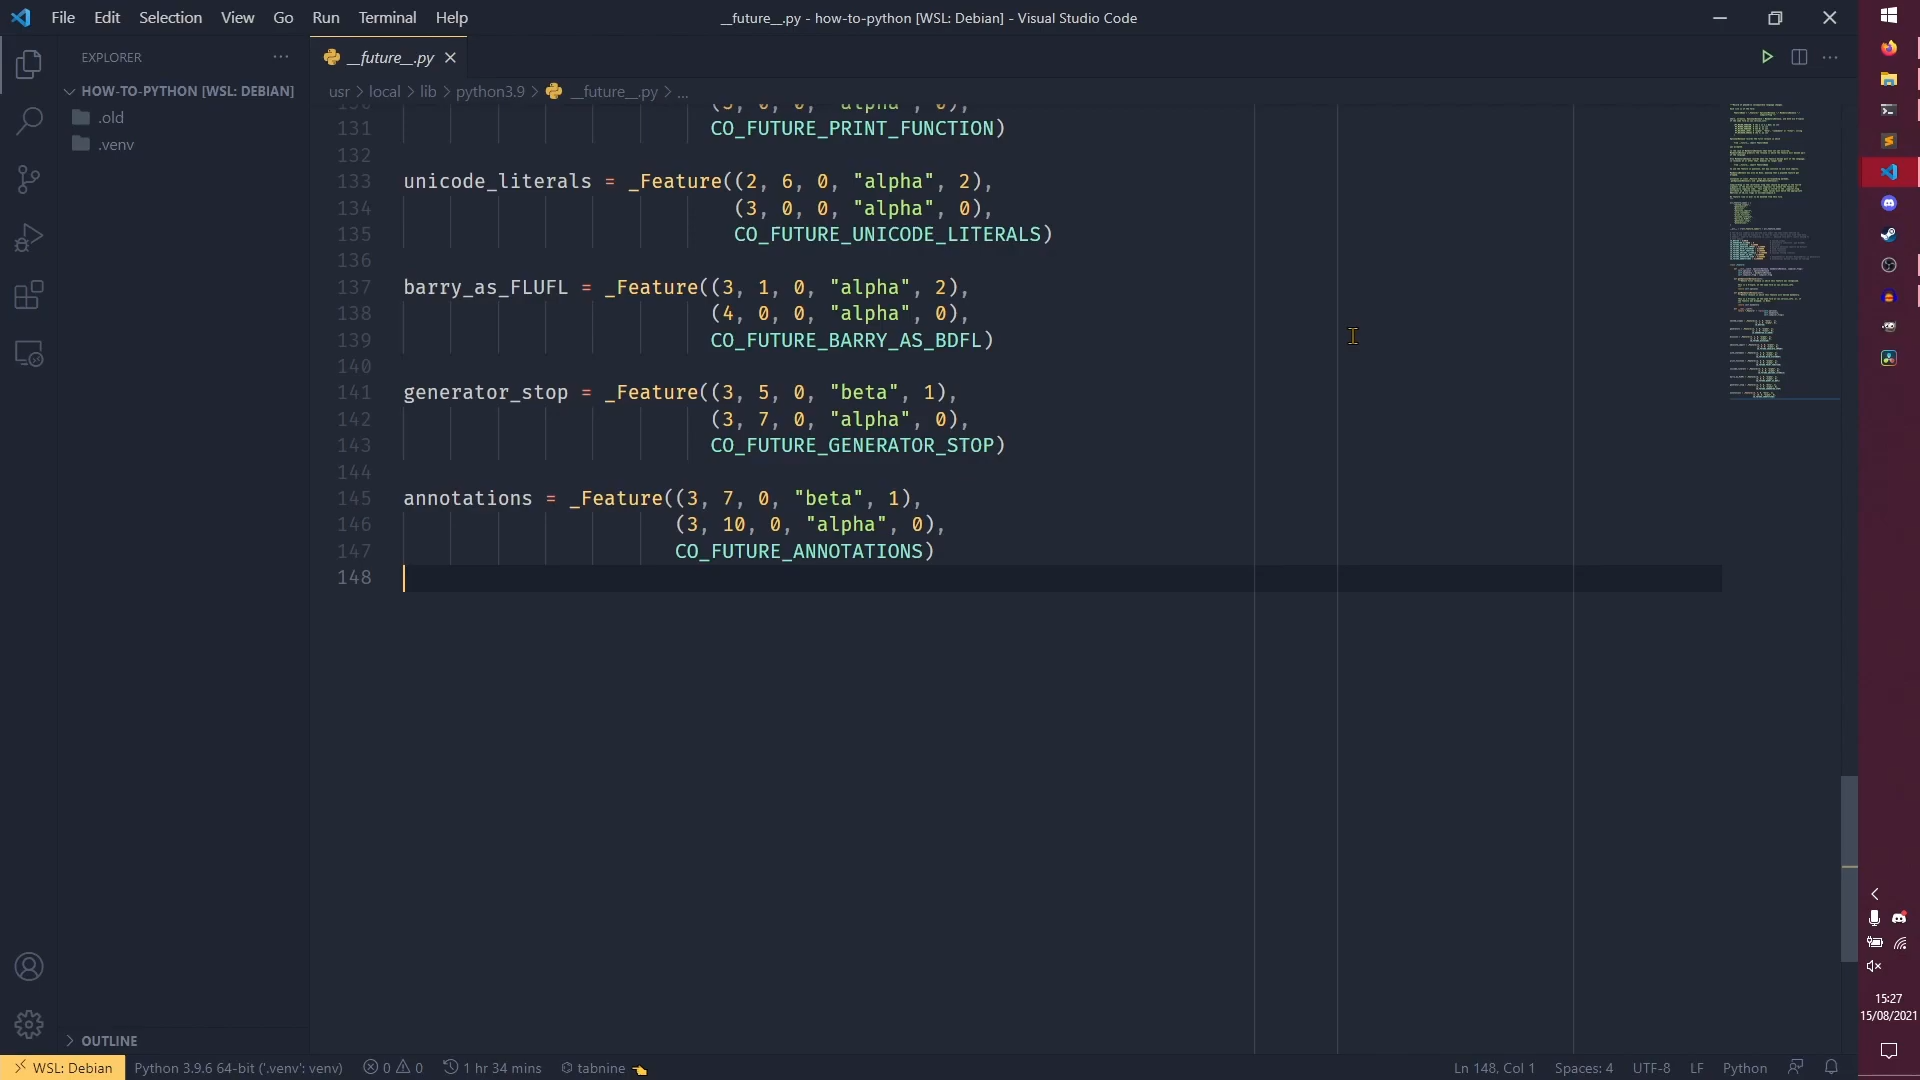 File Edit Selection View Go Run Terminal Help
__future__.py - how-to-python [WSL: Debian] - Visual Studio Code
EXPLORER
HOW-TO-PYTHON [WSL: DEBIAN]
.old
.venv
OUTLINE
__future__.py
usr > local > lib > python3.9 > __future__.py > ...
130 (3, 0, 0, "alpha", 0),
131 CO_FUTURE_PRINT_FUNCTION)
132
133 unicode_literals = _Feature((2, 6, 0, "alpha", 2),
134 (3, 0, 0, "alpha", 0),
135 CO_FUTURE_UNICODE_LITERALS)
136
137 barry_as_FLUFL = _Feature((3, 1, 0, "alpha", 2),
138 (4, 0, 0, "alpha", 0),
139 CO_FUTURE_BARRY_AS_BDFL)
140
141 generator_stop = _Feature((3, 5, 0, "beta", 1),
142 (3, 7, 0, "alpha", 0),
143 CO_FUTURE_GENERATOR_STOP)
144
145 annotations = _Feature((3, 7, 0, "beta", 1),
146 (3, 10, 0, "alpha", 0),
147 CO_FUTURE_ANNOTATIONS)
148
WSL: Debian Python 3.9.6 64-bit ('.venv': venv) 0 0 1 hr 34 mins tabnine
Ln 148, Col 1 Spaces: 4 UTF-8 LF Python
15:27
15/08/2021